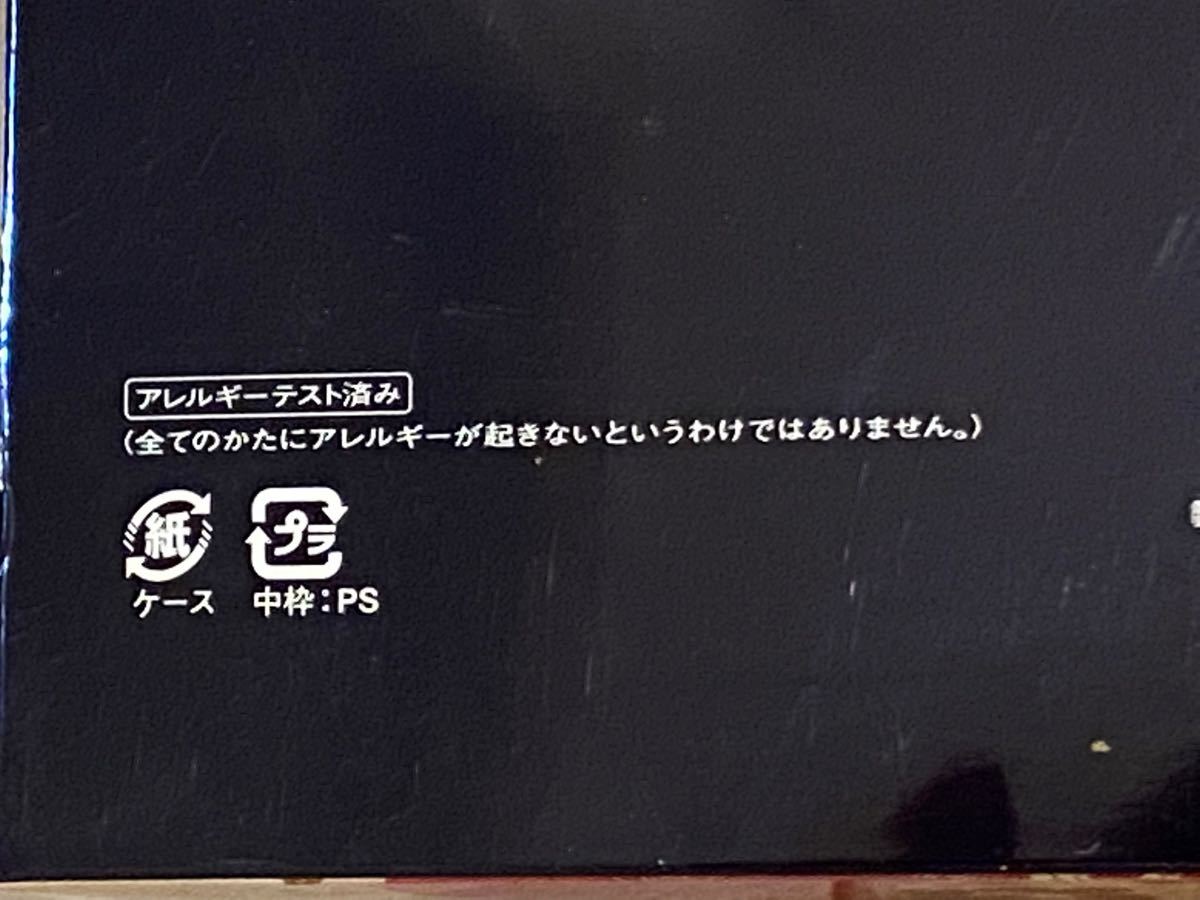 アレルギーテスト済み
（全てのかたにアレルギーが起きないというわけではありません。）
紙 プラ
ケース 中枠：PS